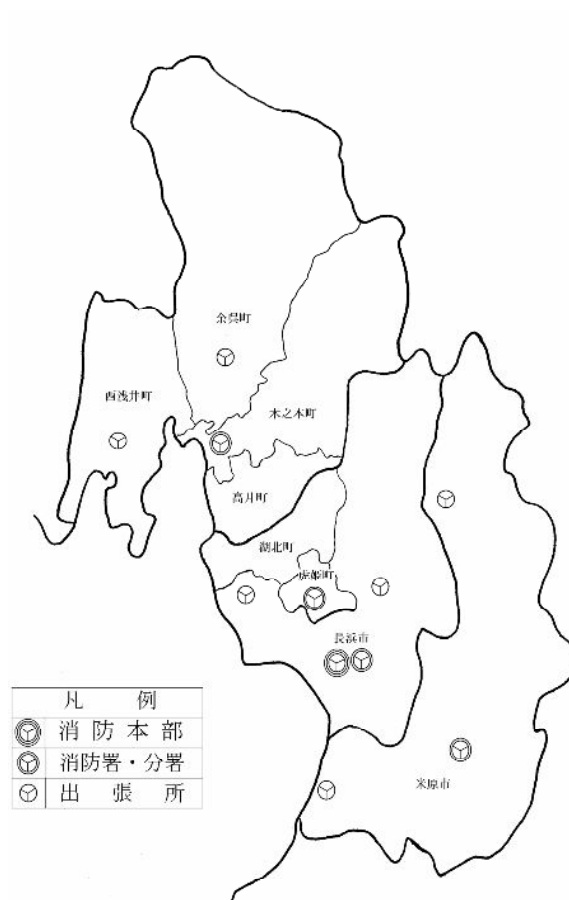 余呉町
西浅井町
木之本町
高月町
湖北町
虎姫町
長浜市
米原市
凡 例
消防本部
消防署・分署
出張所